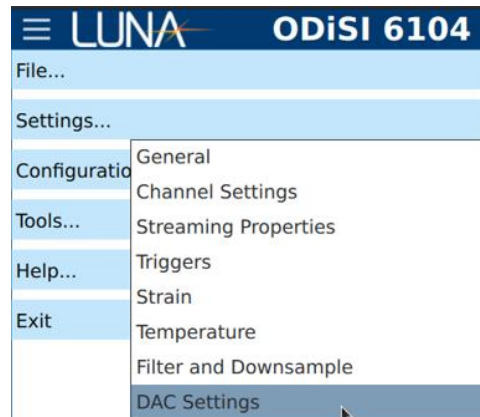 LUNA ODiSI 6104
File...
Settings...
General
Configuratio
Channel Settings
Tools...
Streaming Properties
Triggers
Help...
Strain
Exit
Temperature
Filter and Downsample
DAC Settings